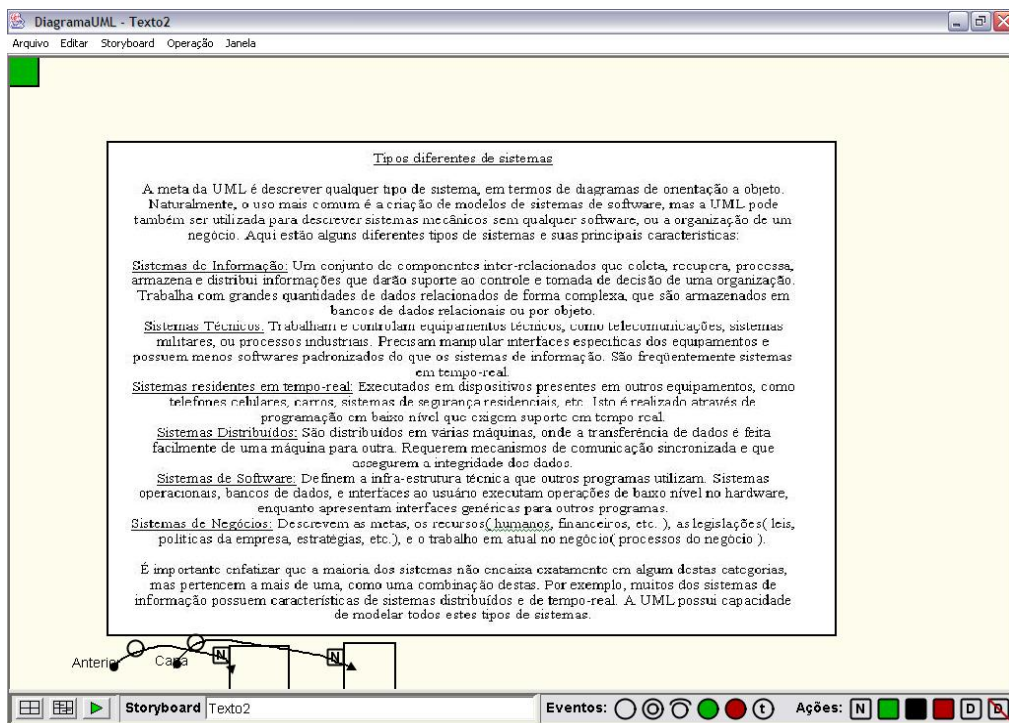 DiagramaUML - Texto2
Arquivo Editar Storyboard Operação Janela
Tipos diferentes de sistemas
A meta da UML é descrever qualquer tipo de sistema, em termos de diagramas de orientação a objeto.
Naturalmente, o uso mais comum é a criação de modelos de sistemas de software, mas a UML pode
também ser utilizada para descrever sistemas mecânicos sem qualquer software, ou a organização de um
negócio. Aqui estão alguns diferentes tipos de sistemas e suas principais características:
Sistemas de Informação: Um conjunto de componentes inter-relacionados que coleta, recupera, processa,
armazena e distribui informações que darão suporte ao controle e tomada de decisão de uma organização.
Trabalha com grandes quantidades de dados relacionados de forma complexa, que são armazenados em
bancos de dados relacionais ou por objeto.
Sistemas Técnicos: Trabalham e controlam equipamentos técnicos, como telecomunicações, sistemas
militares, ou processos industriais. Precisam manipular interfaces específicas dos equipamentos e
possuem menos softwares padronizados do que os sistemas de informação. São freqüentemente sistemas
em tempo-real.
Sistemas residentes em tempo-real: Executados em dispositivos presentes em outros equipamentos, como
telefones celulares, carros, sistemas de segurança residenciais, etc. Isto é realizado através de
programação em baixo nível que exigem suporte em tempo real.
Sistemas Distribuídos: São distribuídos em várias máquinas, onde a transferência de dados é feita
facilmente de uma máquina para outra. Requerem mecanismos de comunicação sincronizada e que
assegurem a integridade dos dados.
Sistemas de Software: Definem a infra-estrutura técnica que outros programas utilizam. Sistemas
operacionais, bancos de dados, e interfaces ao usuário executam operações de baixo nível no hardware,
enquanto apresentam interfaces genéricas para outros programas.
Sistemas de Negócios: Descrevem as metas, os recursos( humanos, financeiros, etc. ), as legislações( leis,
políticas da empresa, estratégias, etc.), e o trabalho em atual no negócio( processos do negócio ).
É importante enfatizar que a maioria dos sistemas não encaixa exatamente em algum destas categorias,
mas pertencem a mais de uma, como uma combinação destas. Por exemplo, muitos dos sistemas de
informação possuem características de sistemas distribuídos e de tempo-real. A UML possui capacidade
de modelar todos estes tipos de sistemas.
Anterior Capa N N
Storyboard Texto2 Eventos: t Ações: N D D